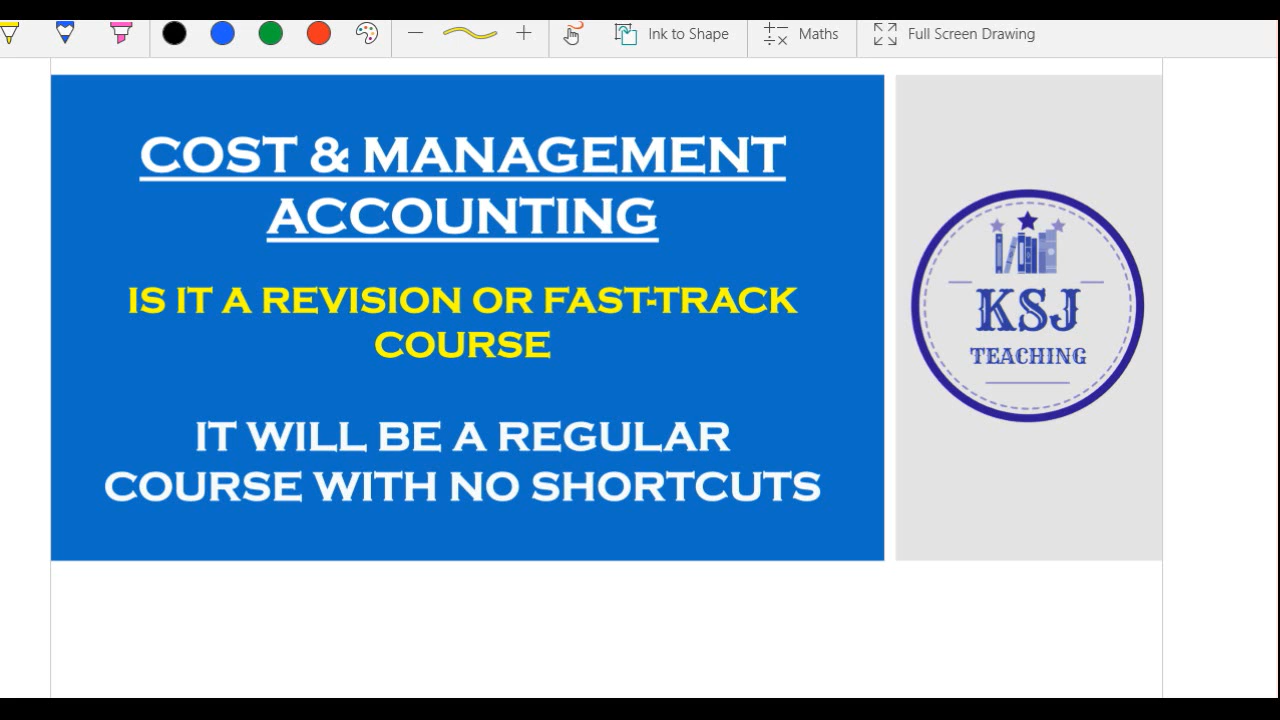 Ink to Shape
Maths
Full Screen Drawing
COST & MANAGEMENT
ACCOUNTING
IS IT A REVISION OR FAST-TRACK
COURSE
IT WILL BE A REGULAR
COURSE WITH NO SHORTCUTS
KSJ
TEACHING